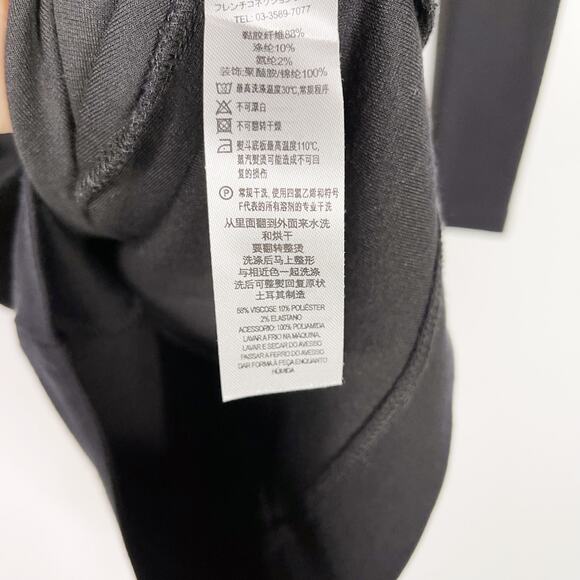 フレンチコネクション
TEL: 03-3589-7077
黏胶纤维88%
涤纶10%
氨纶2%
装饰:聚酰胺/锦纶100%
最高洗涤温度30℃,常规程序
不可漂白
不可翻转干燥
熨斗底板最高温度110℃,
蒸汽熨烫可能造成不可回
复的损伤
P
常规干洗, 使用四氯乙烯和符号
F代表的所有溶剂的专业干洗
从里面翻到外面来水洗
和烘干
要翻转整烫
洗涤后马上整形
与相近色一起洗涤
洗后可整熨回复原状
土耳其制造
88% VISCOSE 10% POLIÉSTER
2% ELASTANO
ACESSORIO: 100% POLIAMIDA
LAVAR A FRIO NA MAQUINA,
LAVAR E SECAR DO AVESSO
PASSAR A FERRO DO AVESSO
DAR FORMA À PEÇA ENQUANTO
HÚMIDA